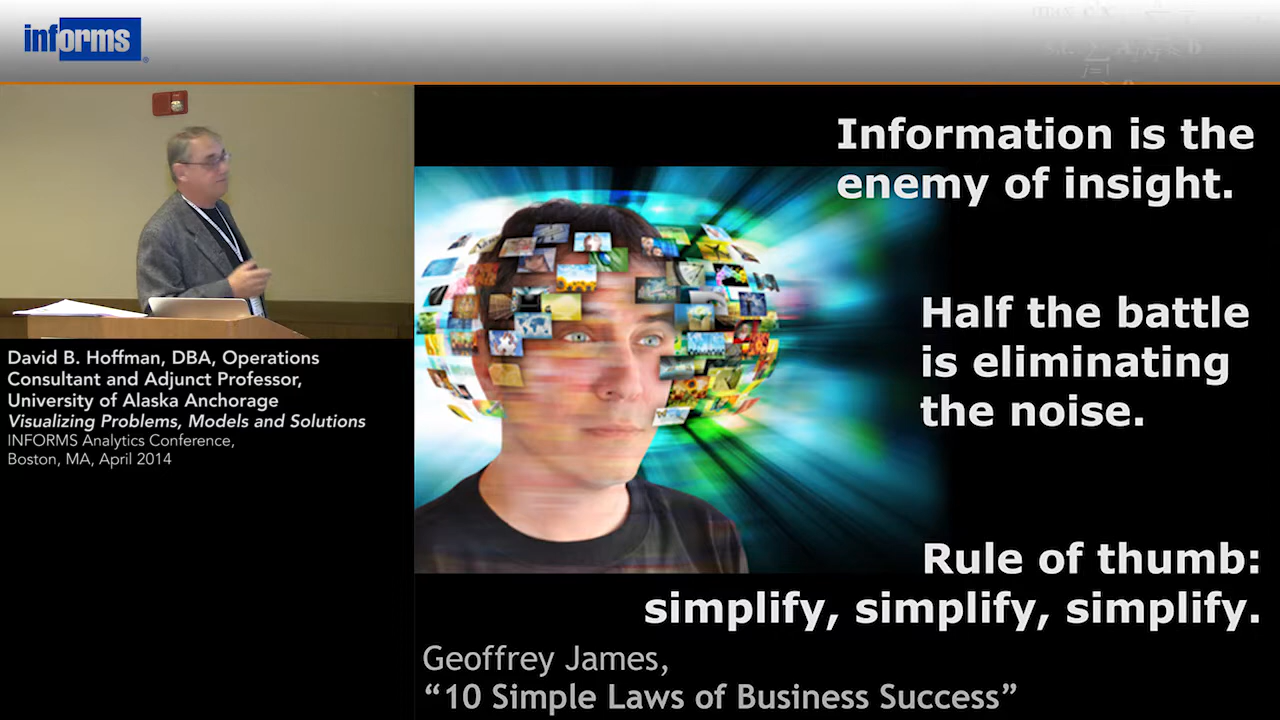 informs
David B. Hoffman, DBA, Operations
Consultant and Adjunct Professor,
University of Alaska Anchorage
Visualizing Problems, Models and Solutions
INFORMS Analytics Conference,
Boston, MA, April 2014
Information is the
enemy of insight.
Half the battle
is eliminating
the noise.
Rule of thumb:
simplify, simplify, simplify.
Geoffrey James,
“10 Simple Laws of Business Success”